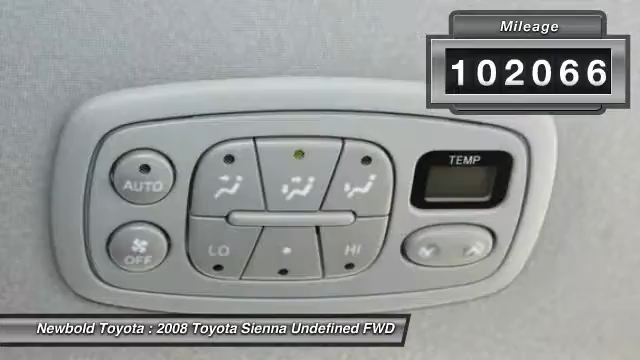 Mileage
102066
TEMP
AUTO
LO
HI
OFF
Newbold Toyota : 2008 Toyota Sienna Undefined FWD